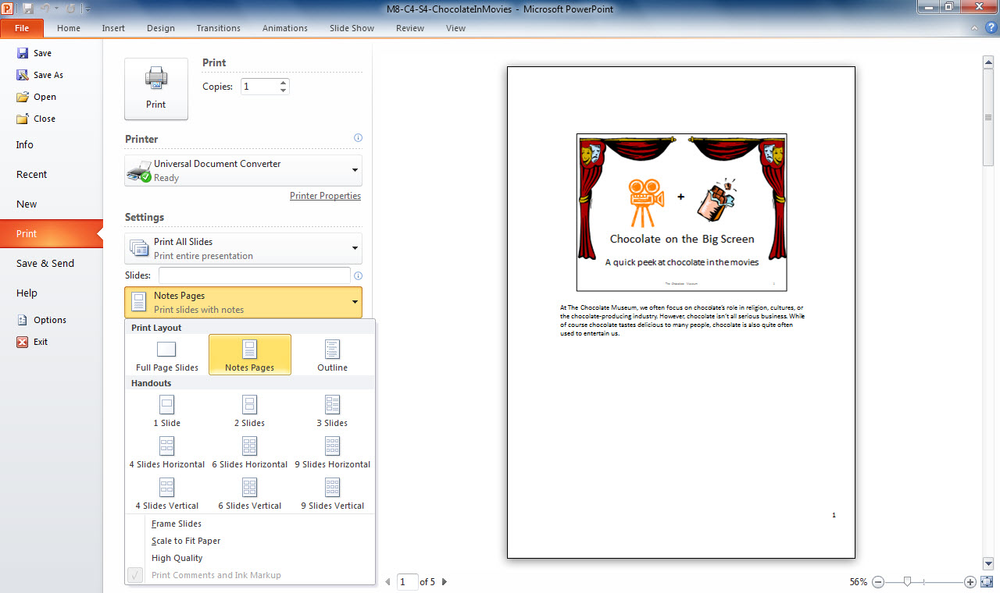 M8-C4-S4-ChocolateInMovies - Microsoft PowerPoint
File Home Insert Design Transitions Animations Slide Show Review View
Save
Save As
Open
Close
Info
Recent
New
Print
Save & Send
Help
Options
Exit
Print
Print
Copies: 1
Printer
Universal Document Converter
Ready
Printer Properties
Settings
Print All Slides
Print entire presentation
Slides:
Notes Pages
Print slides with notes
Print Layout
Full Page Slides Notes Pages Outline
Handouts
1 Slide 2 Slides 3 Slides
4 Slides Horizontal 6 Slides Horizontal 9 Slides Horizontal
4 Slides Vertical 6 Slides Vertical 9 Slides Vertical
Frame Slides
Scale to Fit Paper
High Quality
Print Comments and Ink Markup
+
Chocolate on the Big Screen
A quick peek at chocolate in the movies
The Chocolate Museum 1
At The Chocolate Museum, we often focus on chocolate's role in religion, cultures, or
the chocolate-producing industry. However, chocolate isn't all serious business. While
of course chocolate tastes delicious to many people, chocolate is also quite often
used to entertain us.
1
1 of 5
56%